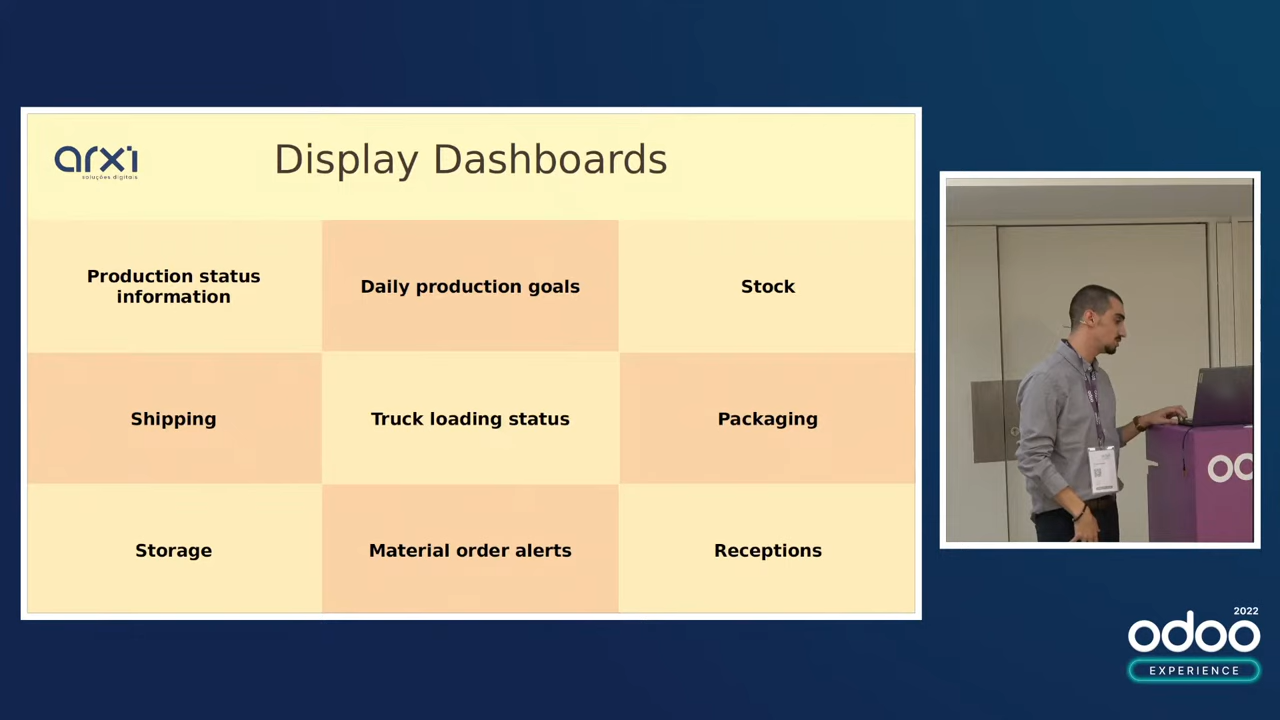 arxi
soluções digitais
Display Dashboards
Production status
information
Daily production goals
Stock
Shipping
Truck loading status
Packaging
Storage
Material order alerts
Receptions
2022
odoo
EXPERIENCE